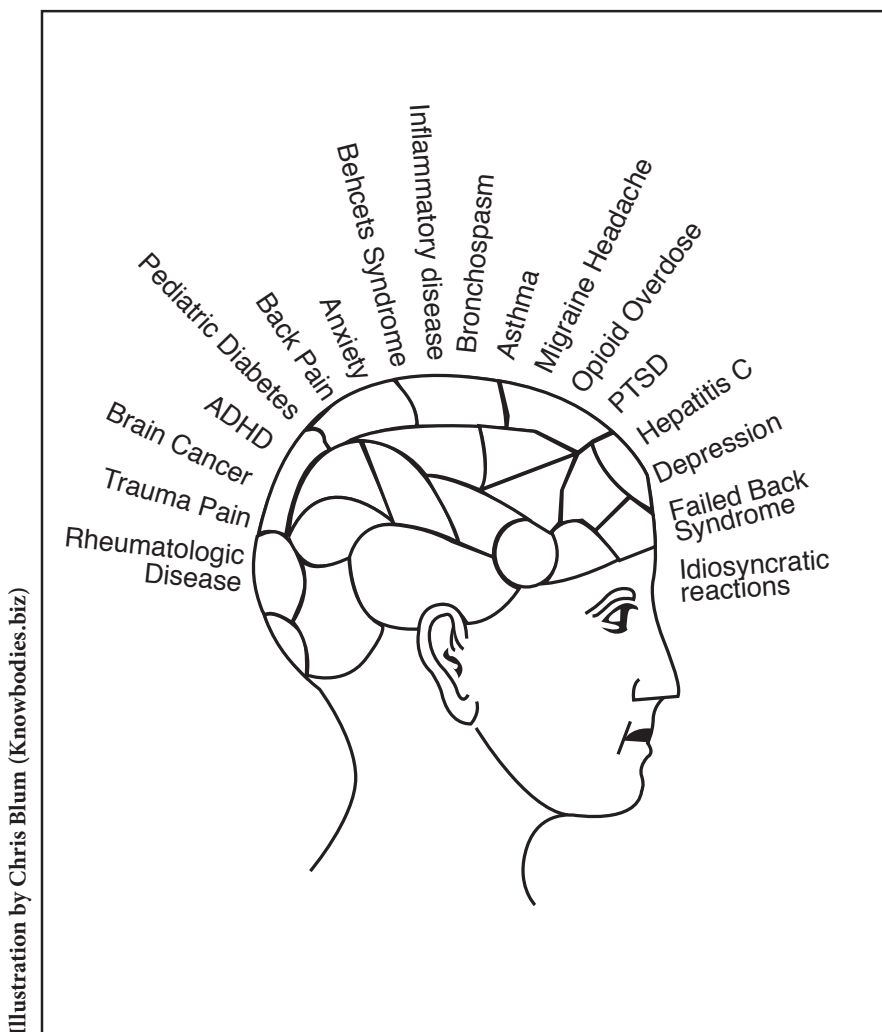 Rheumatologic
Disease
Trauma Pain
Brain Cancer
ADHD
Pediatric Diabetes
Back Pain
Anxiety
Behcets Syndrome
Inflammatory disease
Bronchospasm
Asthma
Migraine Headache
Opioid Overdose
PTSD
Hepatitis C
Depression
Failed Back
Syndrome
Idiosyncratic
reactions
Illustration by Chris Blum (Knowbodies.biz)